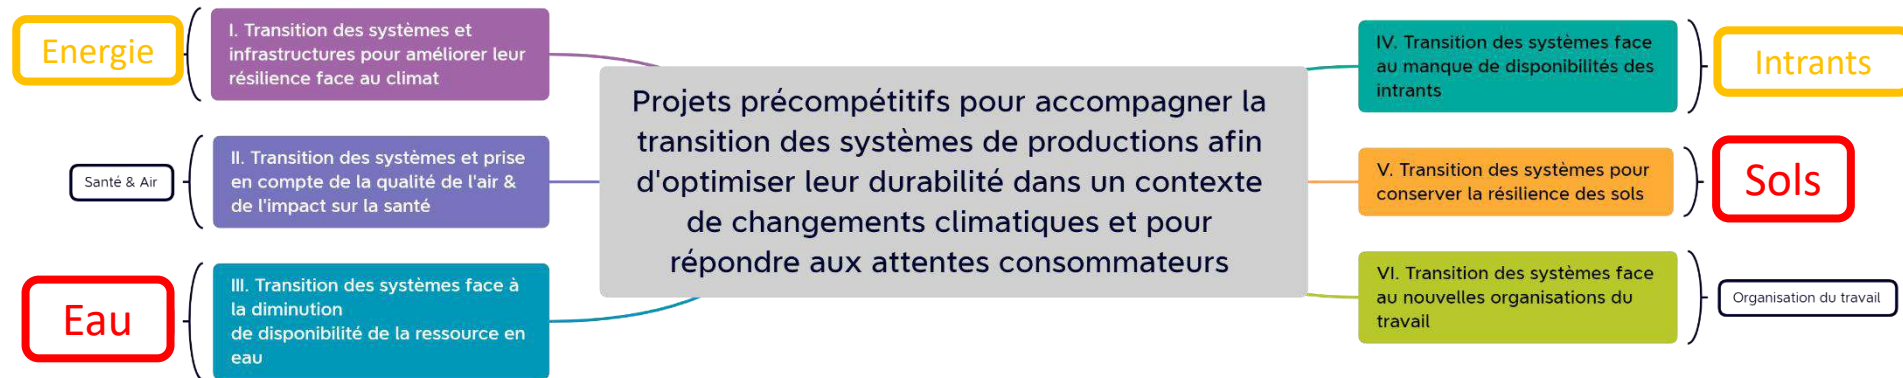 Energie
I. Transition des systèmes et
infrastructures pour améliorer leur
résilience face au climat
Santé & Air
II. Transition des systèmes et prise
en compte de la qualité de l'air &
de l'impact sur la santé
Eau
III. Transition des systèmes face à
la diminution
de disponibilité de la ressource en
eau
Projets précompétitifs pour accompagner la
transition des systèmes de productions afin
d'optimiser leur durabilité dans un contexte
de changements climatiques et pour
répondre aux attentes consommateurs
IV. Transition des systèmes face
au manque de disponibilités des
intrants
Intrants
V. Transition des systèmes pour
conserver la résilience des sols
Sols
VI. Transition des systèmes face
au nouvelles organisations du
travail
Organisation du travail